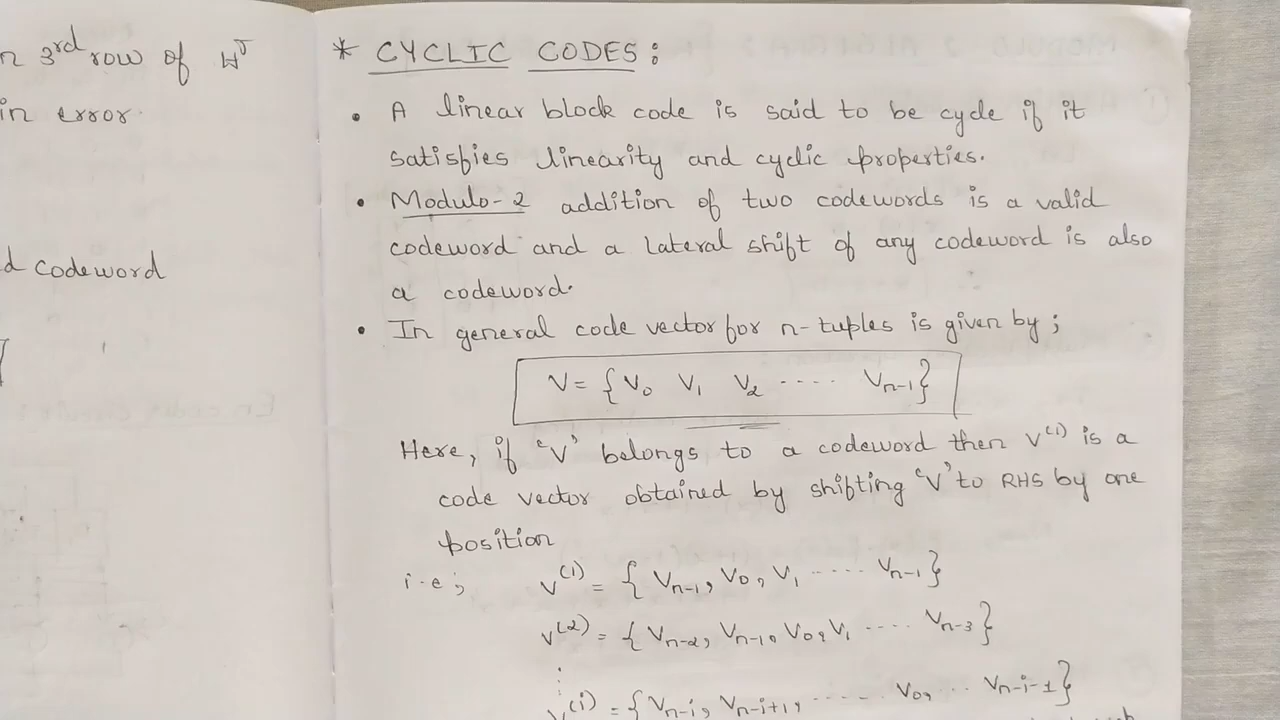 n 3rd row of H^T
in error.
d codeword
* CYCLIC CODES :
• A linear block code is said to be cycle if it
satisfies linearity and cyclic properties.
• Modulo-2 addition of two codewords is a valid
codeword and a lateral shift of any codeword is also
a codeword.
• In general code vector for n-tuples is given by ;
V = { V₀ V₁ V₂ ---- Vₙ₋₁ }
Here, if 'V' belongs to a codeword then V⁽¹⁾ is a
code vector obtained by shifting 'V' to RHS by one
position
i.e ; V⁽¹⁾ = { Vₙ₋₁, V₀, V₁ ----- Vₙ₋₁ }
V⁽²⁾ = { Vₙ₋₂, Vₙ₋₁, V₀, V₁ ---- Vₙ₋₃ }
⋮
V⁽ⁱ⁾ = { Vₙ₋ᵢ, Vₙ₋ᵢ₊₁, ------ V₀, -- Vₙ₋ᵢ₋₁ }